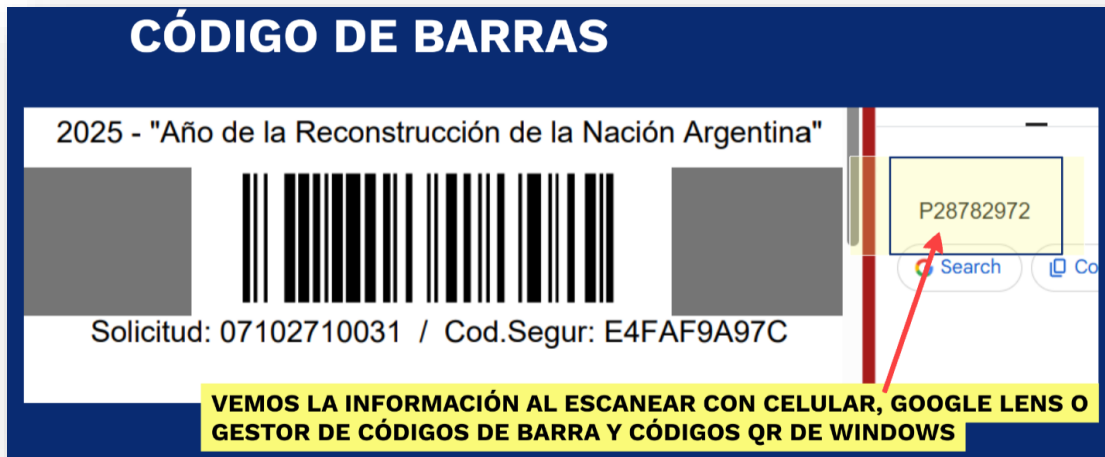 CÓDIGO DE BARRAS
2025 - "Año de la Reconstrucción de la Nación Argentina"
P28782972
Search
Co
Solicitud: 07102710031 / Cod.Segur: E4FAF9A97C
VEMOS LA INFORMACIÓN AL ESCANEAR CON CELULAR, GOOGLE LENS O
GESTOR DE CÓDIGOS DE BARRA Y CÓDIGOS QR DE WINDOWS